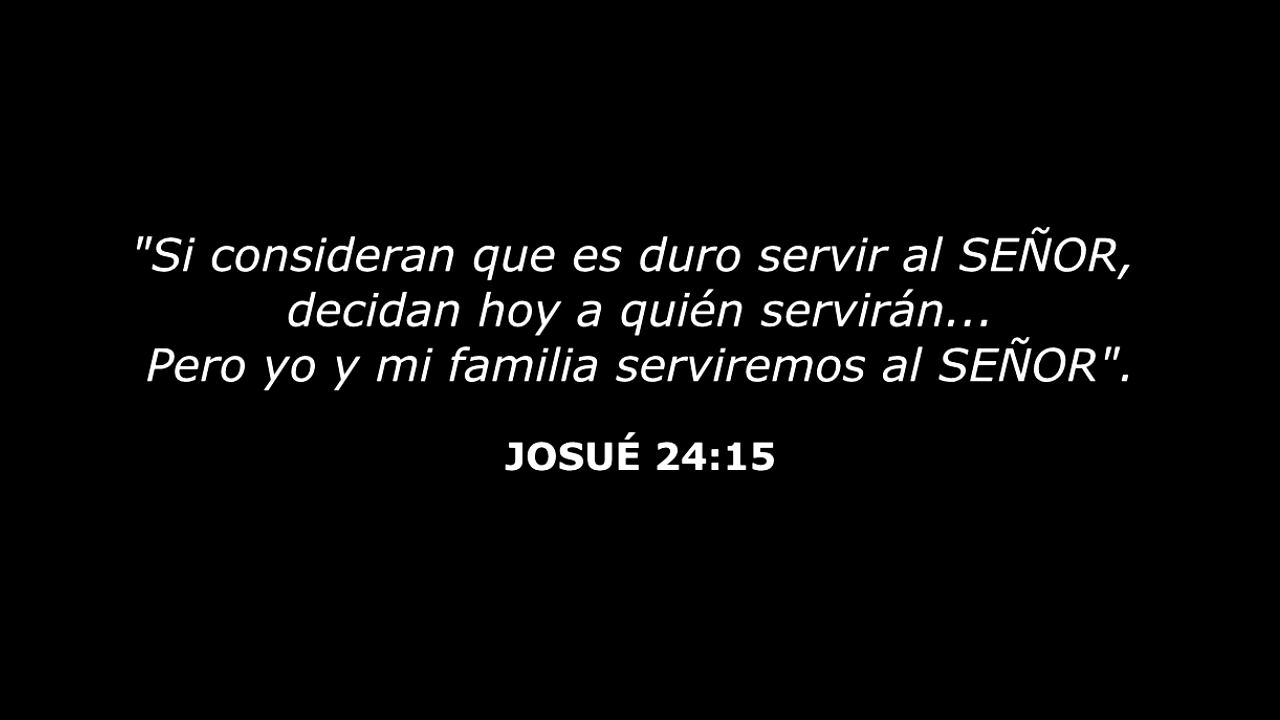 "Si consideran que es duro servir al SEÑOR,
decidan hoy a quién servirán...
Pero yo y mi familia serviremos al SEÑOR".
JOSUÉ 24:15